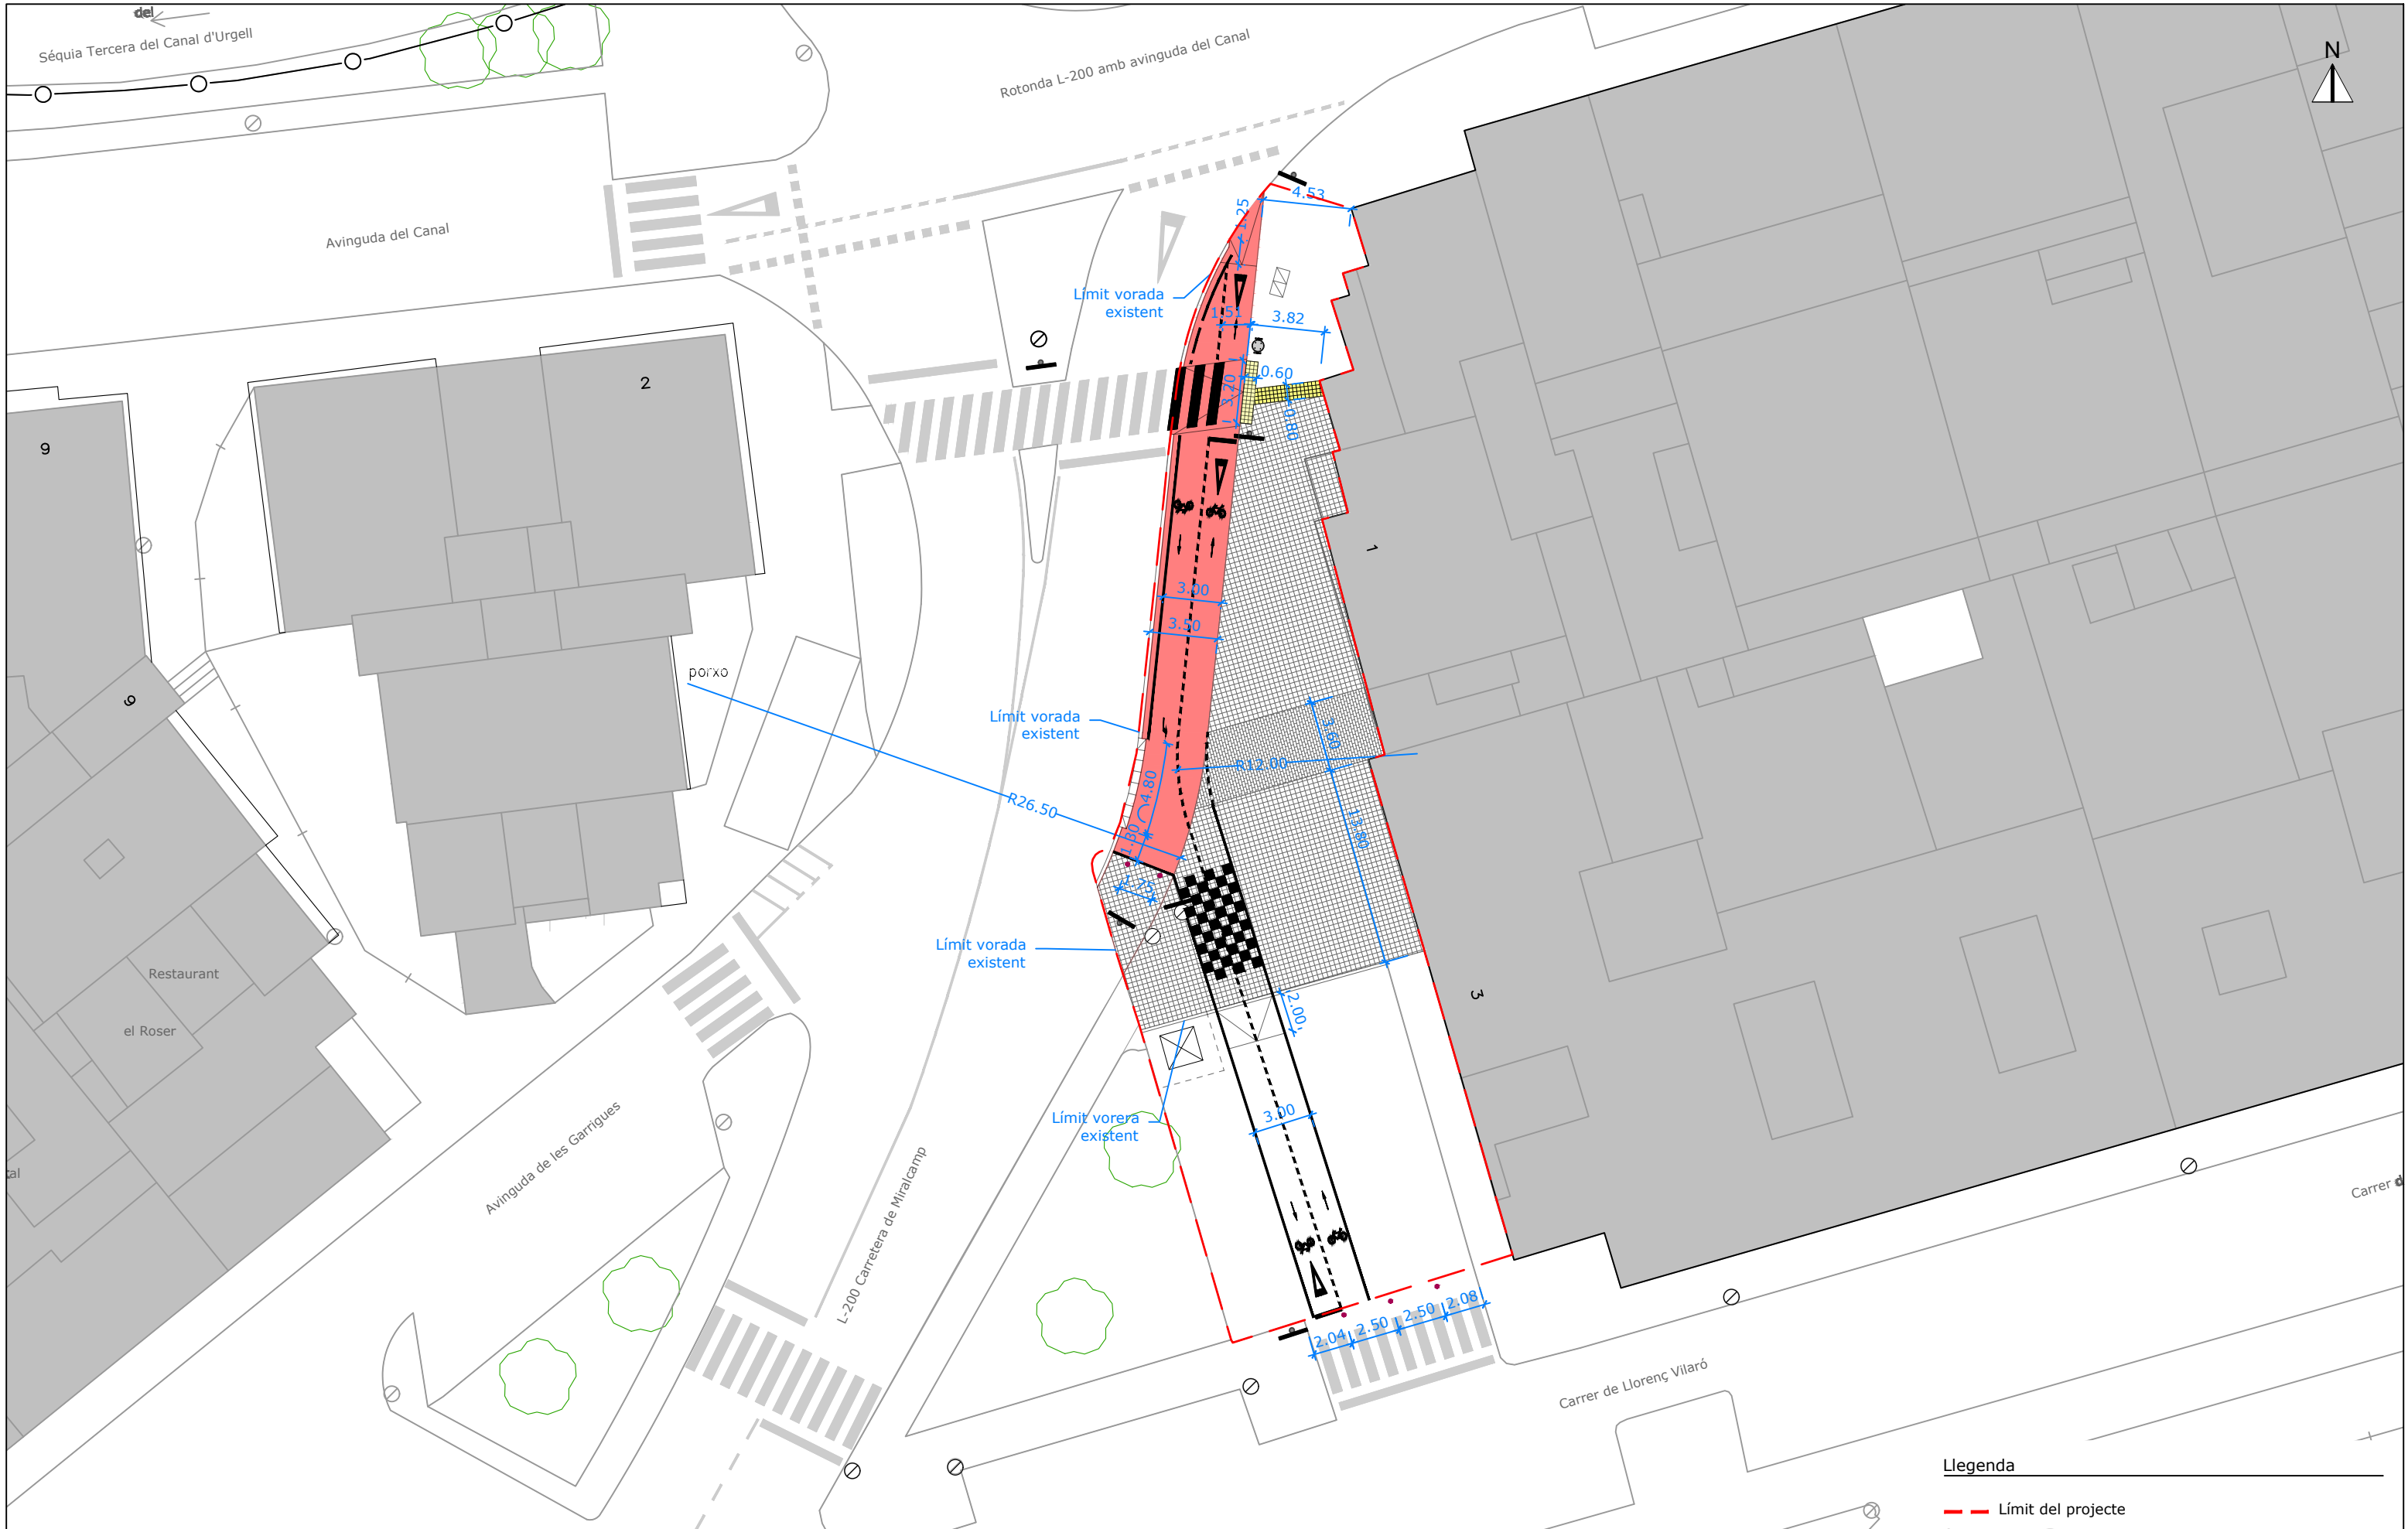 del
Séquia Tercera del Canal d'Urgell
Rotonda L-200 amb avinguda del Canal
N
Avinguda del Canal
4.53
1.25
Límit vorada
existent
1.51
3.82
0.60
3.20
0.80
2
9
1
3.00
3.50
porxo
9
Límit vorada
existent
3.60
R12.00
4.80
R26.50
1.80
13.80
1.75
Límit vorada
existent
Restaurant
el Roser
3
2.00
Límit vorera
existent
3.00
Avinguda de les Garrigues
L-200 Carretera de Miralcamp
al
Carrer d
2.04
2.50
2.50
2.08
Carrer de Llorenç Vilaró
Llegenda
Límit del projecte